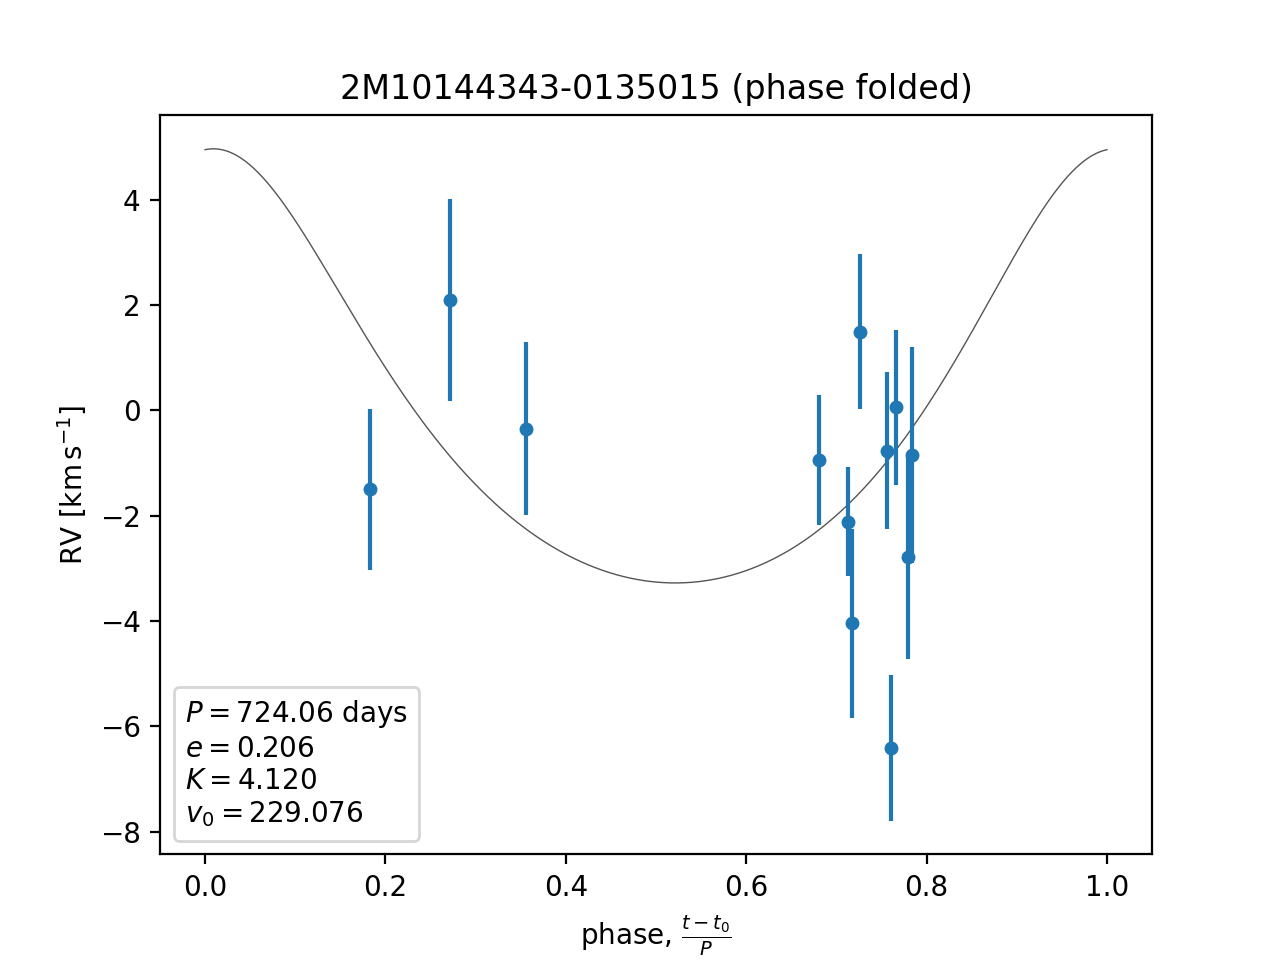 2M10144343-0135015 (phase folded)
RV [km s⁻¹]
4
2
0
−2
−4
−6
−8
P = 724.06 days
e = 0.206
K = 4.120
v₀ = 229.076
0.0 0.2 0.4 0.6 0.8 1.0
phase, (t − t₀)/P